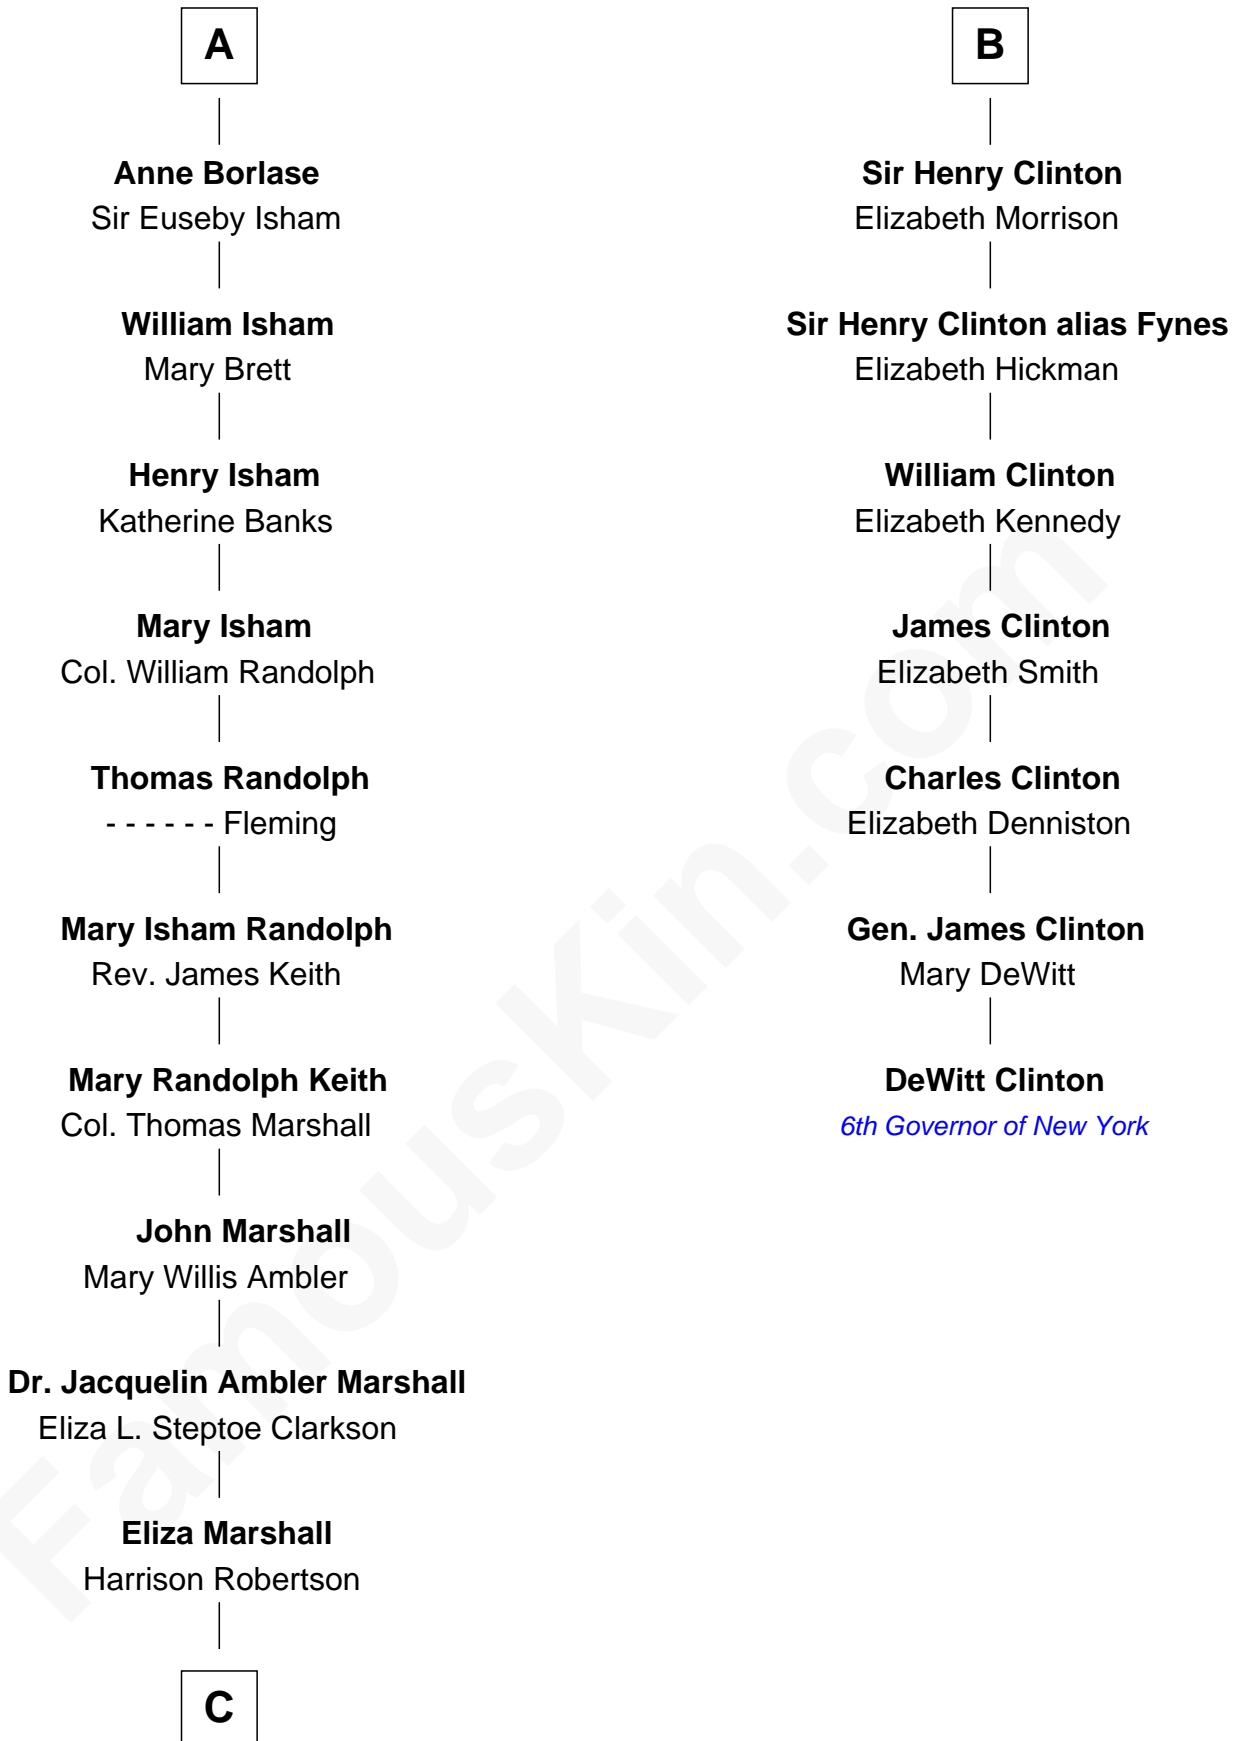 A
Anne Borlase
Sir Euseby Isham
William Isham
Mary Brett
Henry Isham
Katherine Banks
Mary Isham
Col. William Randolph
Thomas Randolph
- - - - - - Fleming
Mary Isham Randolph
Rev. James Keith
Mary Randolph Keith
Col. Thomas Marshall
John Marshall
Mary Willis Ambler
Dr. Jacquelin Ambler Marshall
Eliza L. Steptoe Clarkson
Eliza Marshall
Harrison Robertson
C
B
Sir Henry Clinton
Elizabeth Morrison
Sir Henry Clinton alias Fynes
Elizabeth Hickman
William Clinton
Elizabeth Kennedy
James Clinton
Elizabeth Smith
Charles Clinton
Elizabeth Denniston
Gen. James Clinton
Mary DeWitt
DeWitt Clinton
6th Governor of New York
FamousKin.com